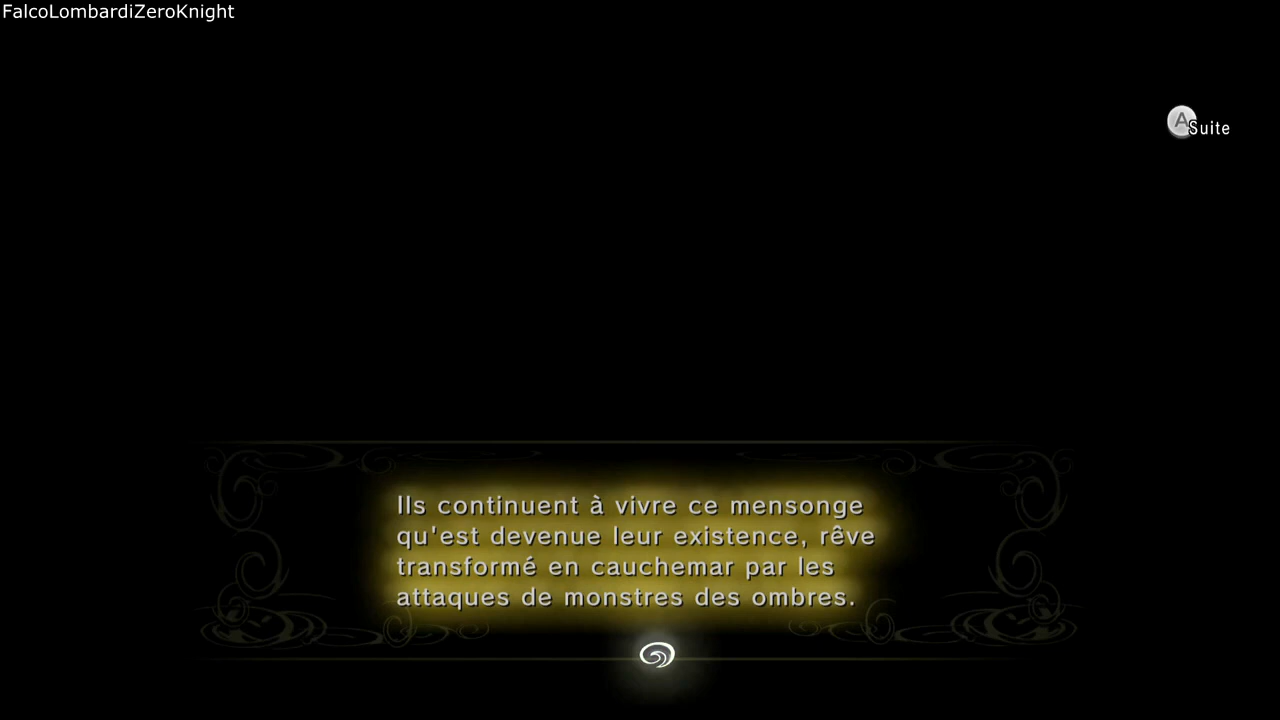 FalcoLombardiZeroKnight
A Suite
Ils continuent à vivre ce mensonge
qu'est devenue leur existence, rêve
transformé en cauchemar par les
attaques de monstres des ombres.